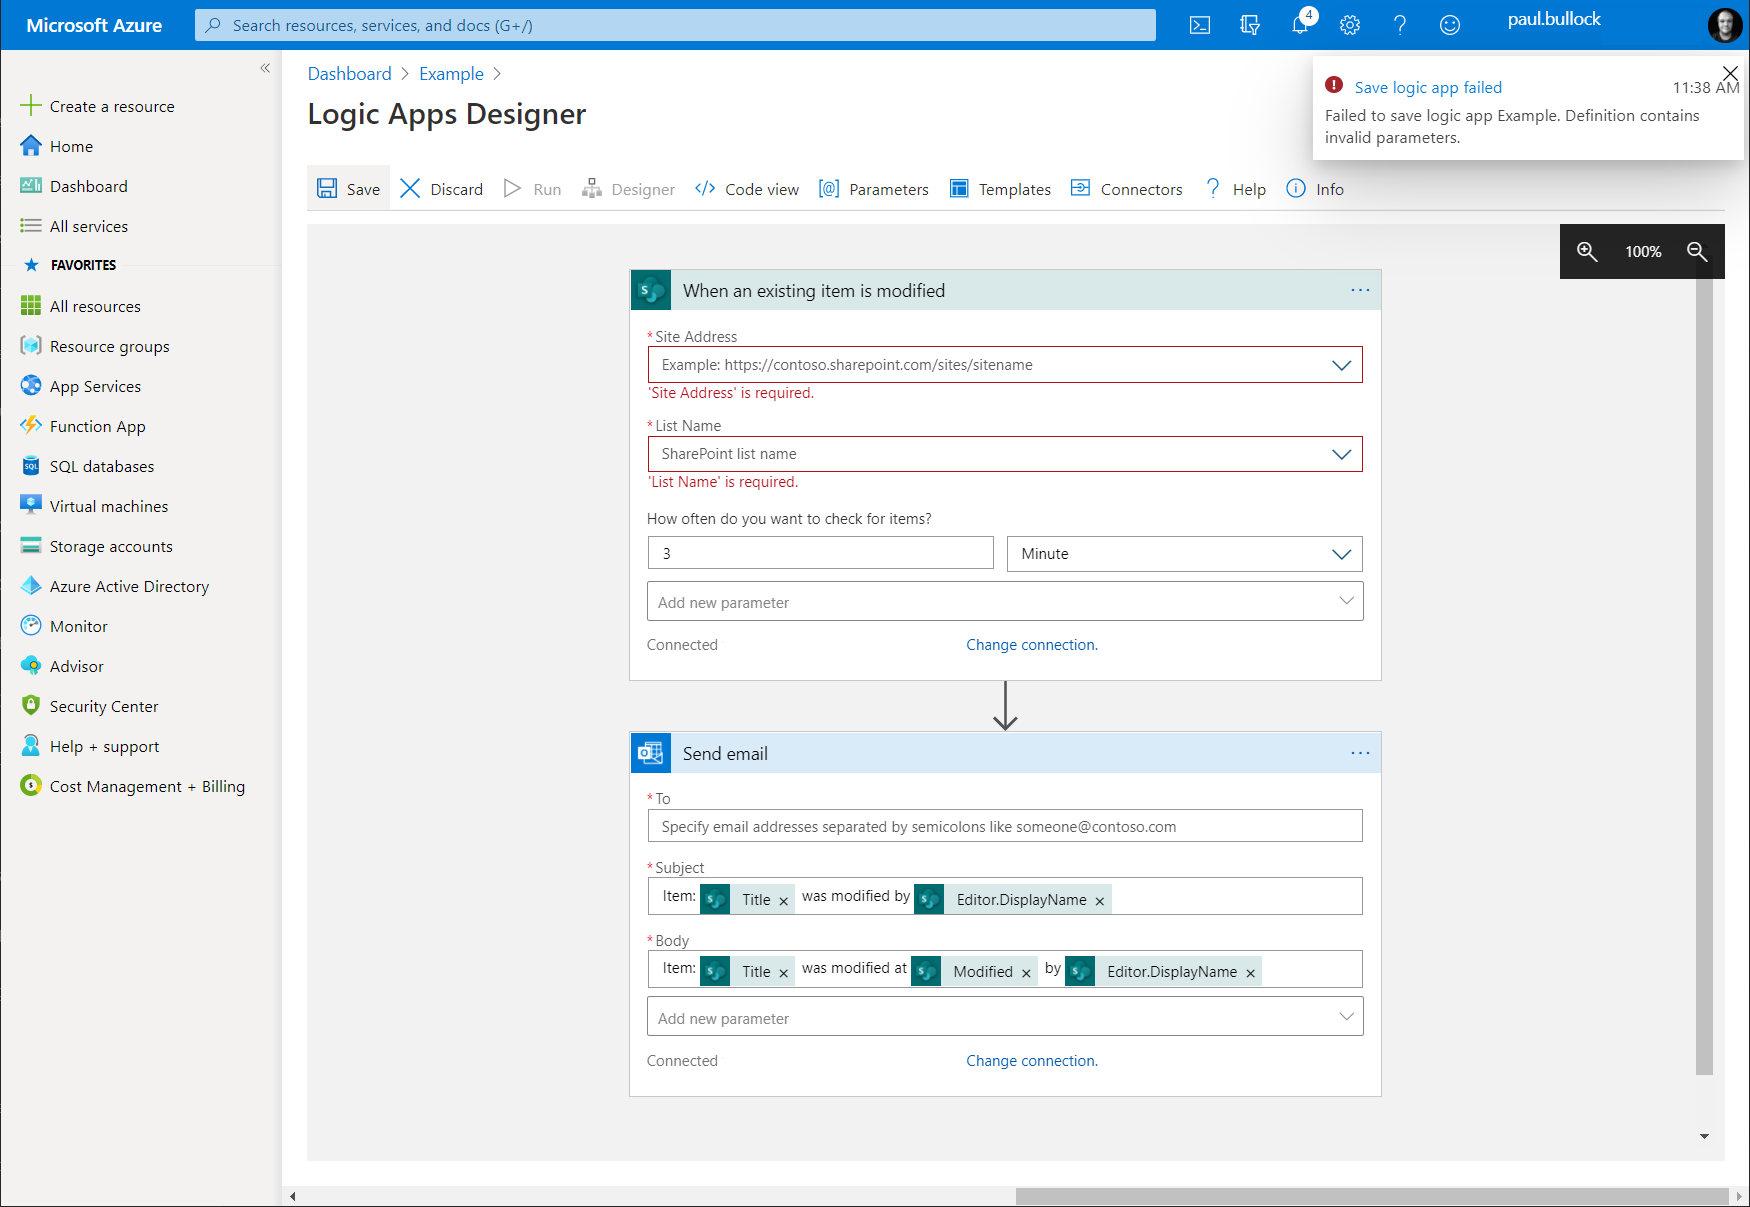 Microsoft Azure
Search resources, services, and docs (G+/)
4
paul.bullock
Create a resource
Home
Dashboard
All services
FAVORITES
All resources
Resource groups
App Services
Function App
SQL databases
Virtual machines
Storage accounts
Azure Active Directory
Monitor
Advisor
Security Center
Help + support
Cost Management + Billing
Dashboard > Example >
Logic Apps Designer
Save logic app failed 11:38 AM
Failed to save logic app Example. Definition contains
invalid parameters.
Save Discard Run Designer Code view Parameters Templates Connectors Help Info
100%
When an existing item is modified
* Site Address
Example: https://contoso.sharepoint.com/sites/sitename
'Site Address' is required.
* List Name
SharePoint list name
'List Name' is required.
How often do you want to check for items?
3 Minute
Add new parameter
Connected Change connection.
Send email
* To
Specify email addresses separated by semicolons like someone@contoso.com
* Subject
Item: Title × was modified by Editor.DisplayName ×
* Body
Item: Title × was modified at Modified × by Editor.DisplayName ×
Add new parameter
Connected Change connection.